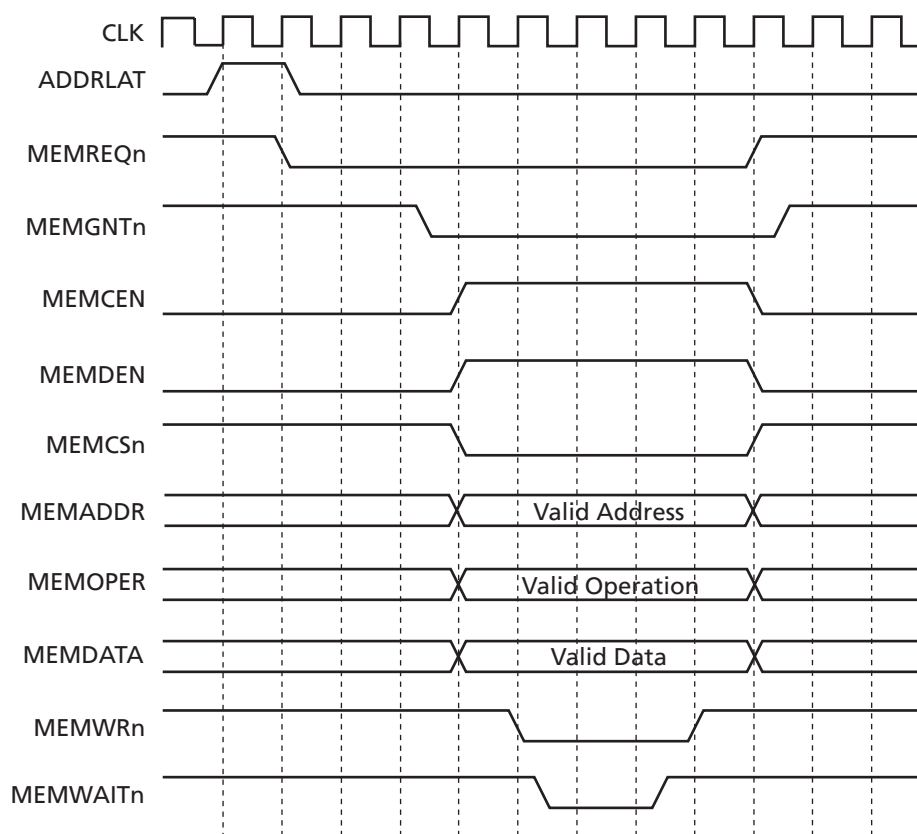 CLK
ADDRLAT
MEMREQn
MEMGNTn
MEMCEN
MEMDEN
MEMCSn
MEMADDR
Valid Address
MEMOPER
Valid Operation
MEMDATA
Valid Data
MEMWRn
MEMWAITn